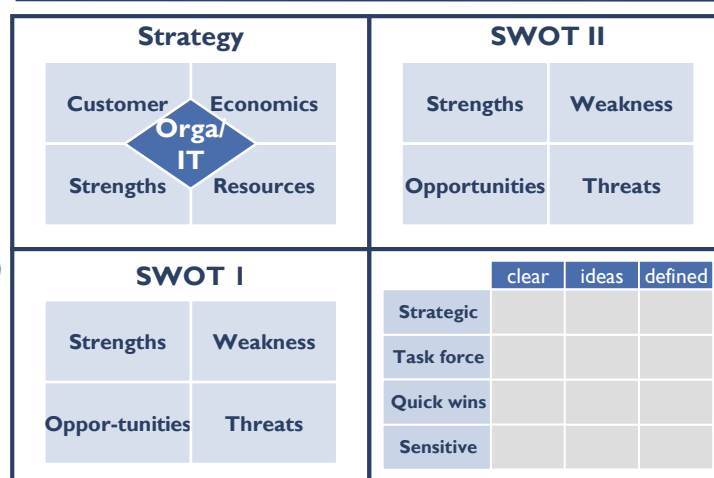 Strategy
Customer Economics
Orga/
IT
Strengths Resources
SWOT II
Strengths Weakness
Opportunities Threats
SWOT I
Strengths Weakness
Oppor-tunities Threats
clear ideas defined
Strategic
Task force
Quick wins
Sensitive